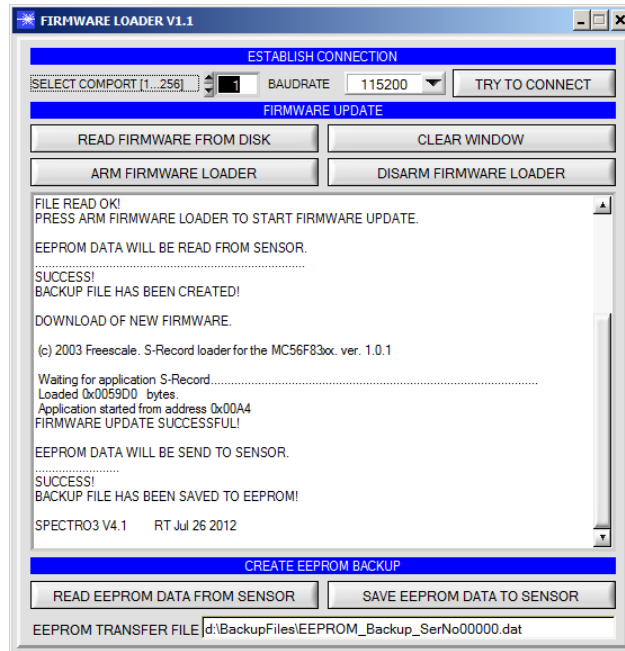 FIRMWARE LOADER V1.1
ESTABLISH CONNECTION
SELECT COMPORT [1...256] 1 BAUDRATE 115200 TRY TO CONNECT
FIRMWARE UPDATE
READ FIRMWARE FROM DISK CLEAR WINDOW
ARM FIRMWARE LOADER DISARM FIRMWARE LOADER
FILE READ OK!
PRESS ARM FIRMWARE LOADER TO START FIRMWARE UPDATE.
EEPROM DATA WILL BE READ FROM SENSOR.
................................................................................
SUCCESS!
BACKUP FILE HAS BEEN CREATED!
DOWNLOAD OF NEW FIRMWARE.
(c) 2003 Freescale. S-Record loader for the MC56F83xx. ver. 1.0.1
Waiting for application S-Record.................................................................................................
Loaded 0x0059D0 bytes.
Application started from address 0x00A4
FIRMWARE UPDATE SUCCESSFUL!
EEPROM DATA WILL BE SEND TO SENSOR.
.........................
SUCCESS!
BACKUP FILE HAS BEEN SAVED TO EEPROM!
SPECTRO3 V4.1 RT Jul 26 2012
CREATE EEPROM BACKUP
READ EEPROM DATA FROM SENSOR SAVE EEPROM DATA TO SENSOR
EEPROM TRANSFER FILE d:\BackupFiles\EEPROM_Backup_SerNo00000.dat